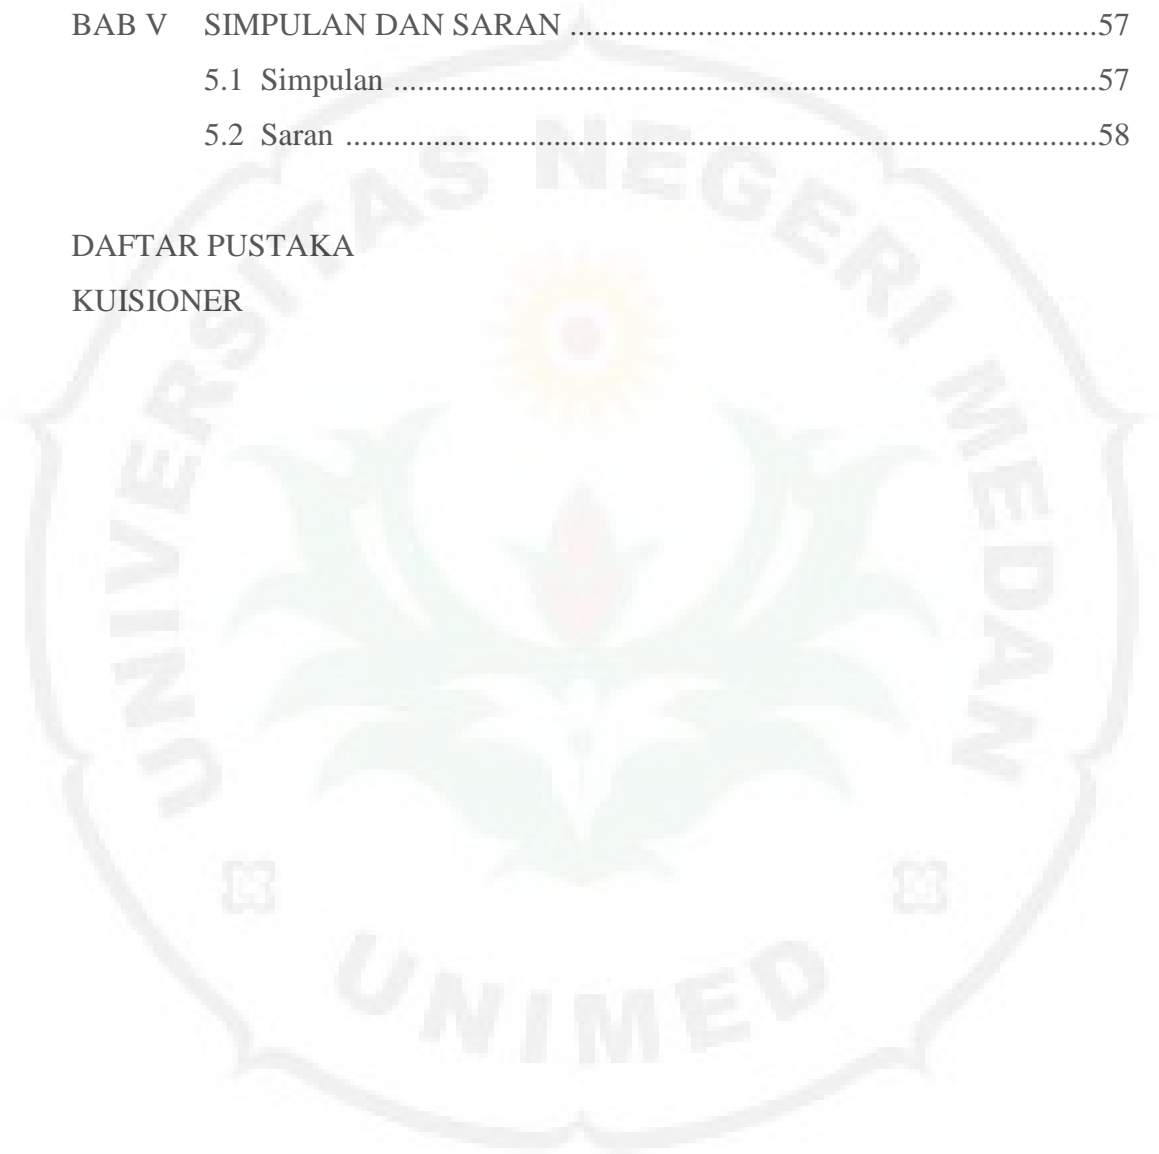 BAB V SIMPULAN DAN SARAN ................................................................. 57
5.1 Simpulan ....................................................................................... 57
5.2 Saran ............................................................................................. 58
DAFTAR PUSTAKA
KUISIONER
UNIVERSITAS NEGERI MEDAN
UNIMED